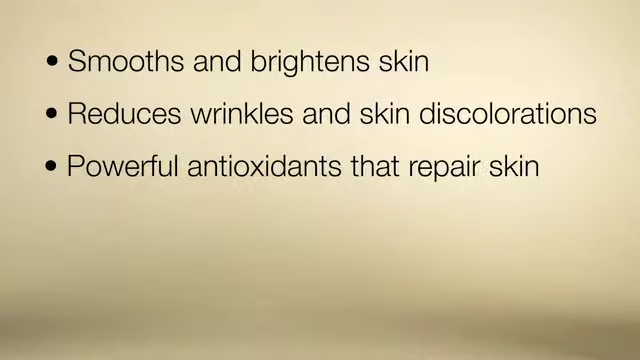 • Smooths and brightens skin
• Reduces wrinkles and skin discolorations
• Powerful antioxidants that repair skin